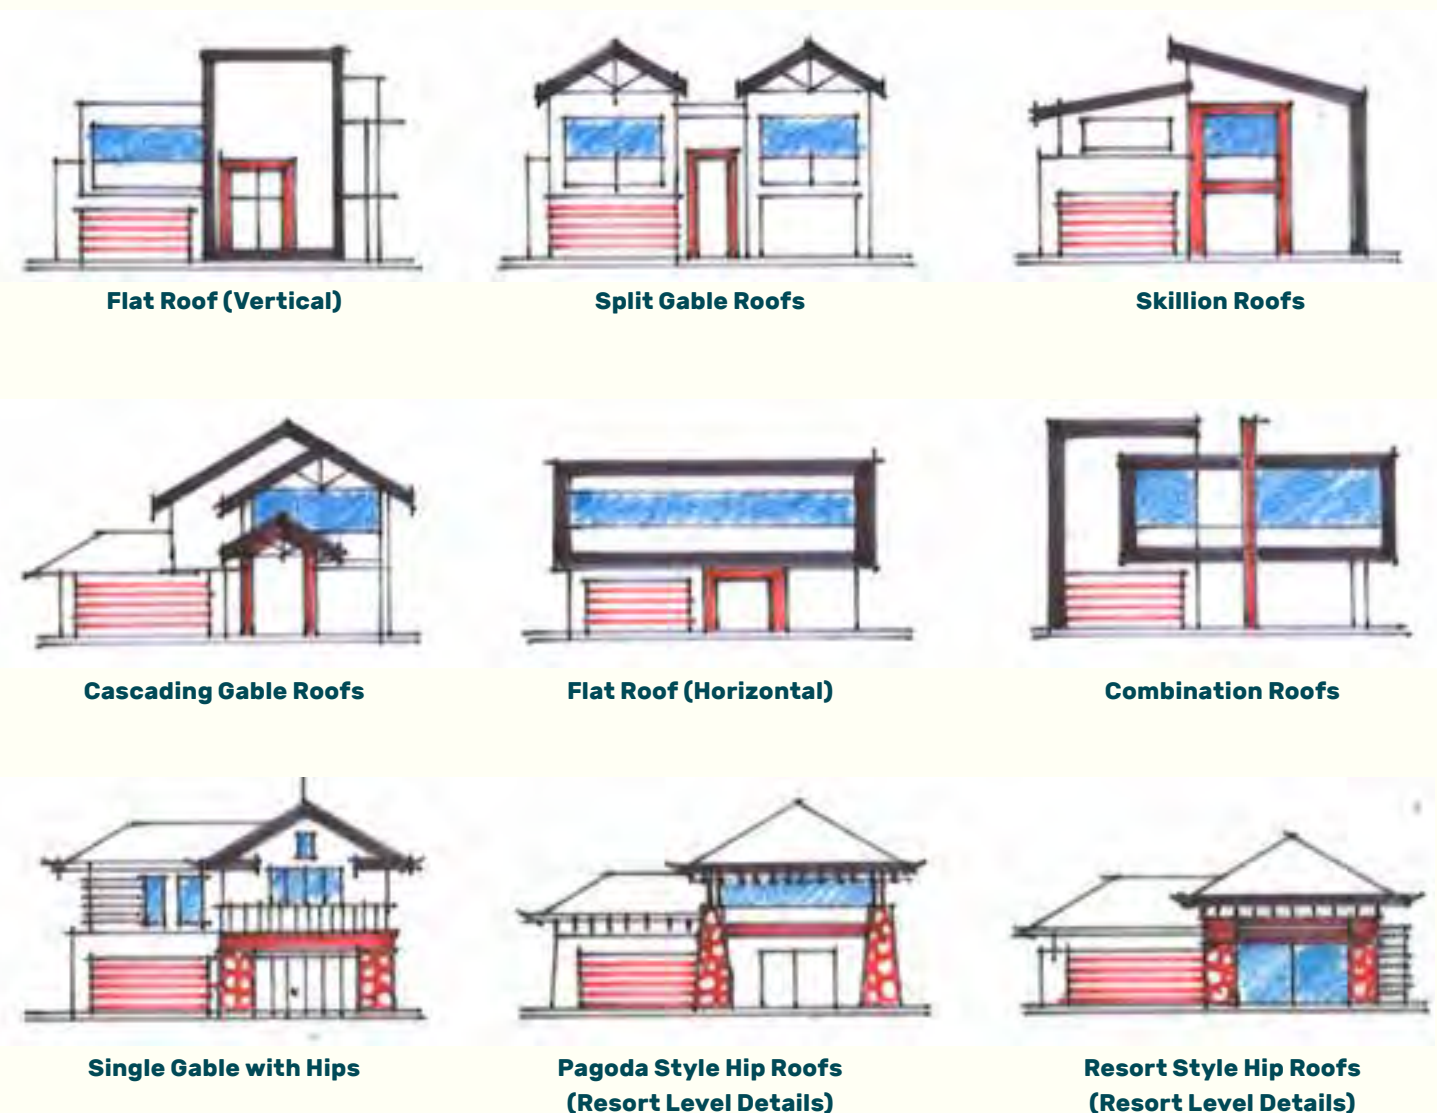 Flat Roof (Vertical)
Split Gable Roofs
Skillion Roofs
Cascading Gable Roofs
Flat Roof (Horizontal)
Combination Roofs
Single Gable with Hips
Pagoda Style Hip Roofs
(Resort Level Details)
Resort Style Hip Roofs
(Resort Level Details)